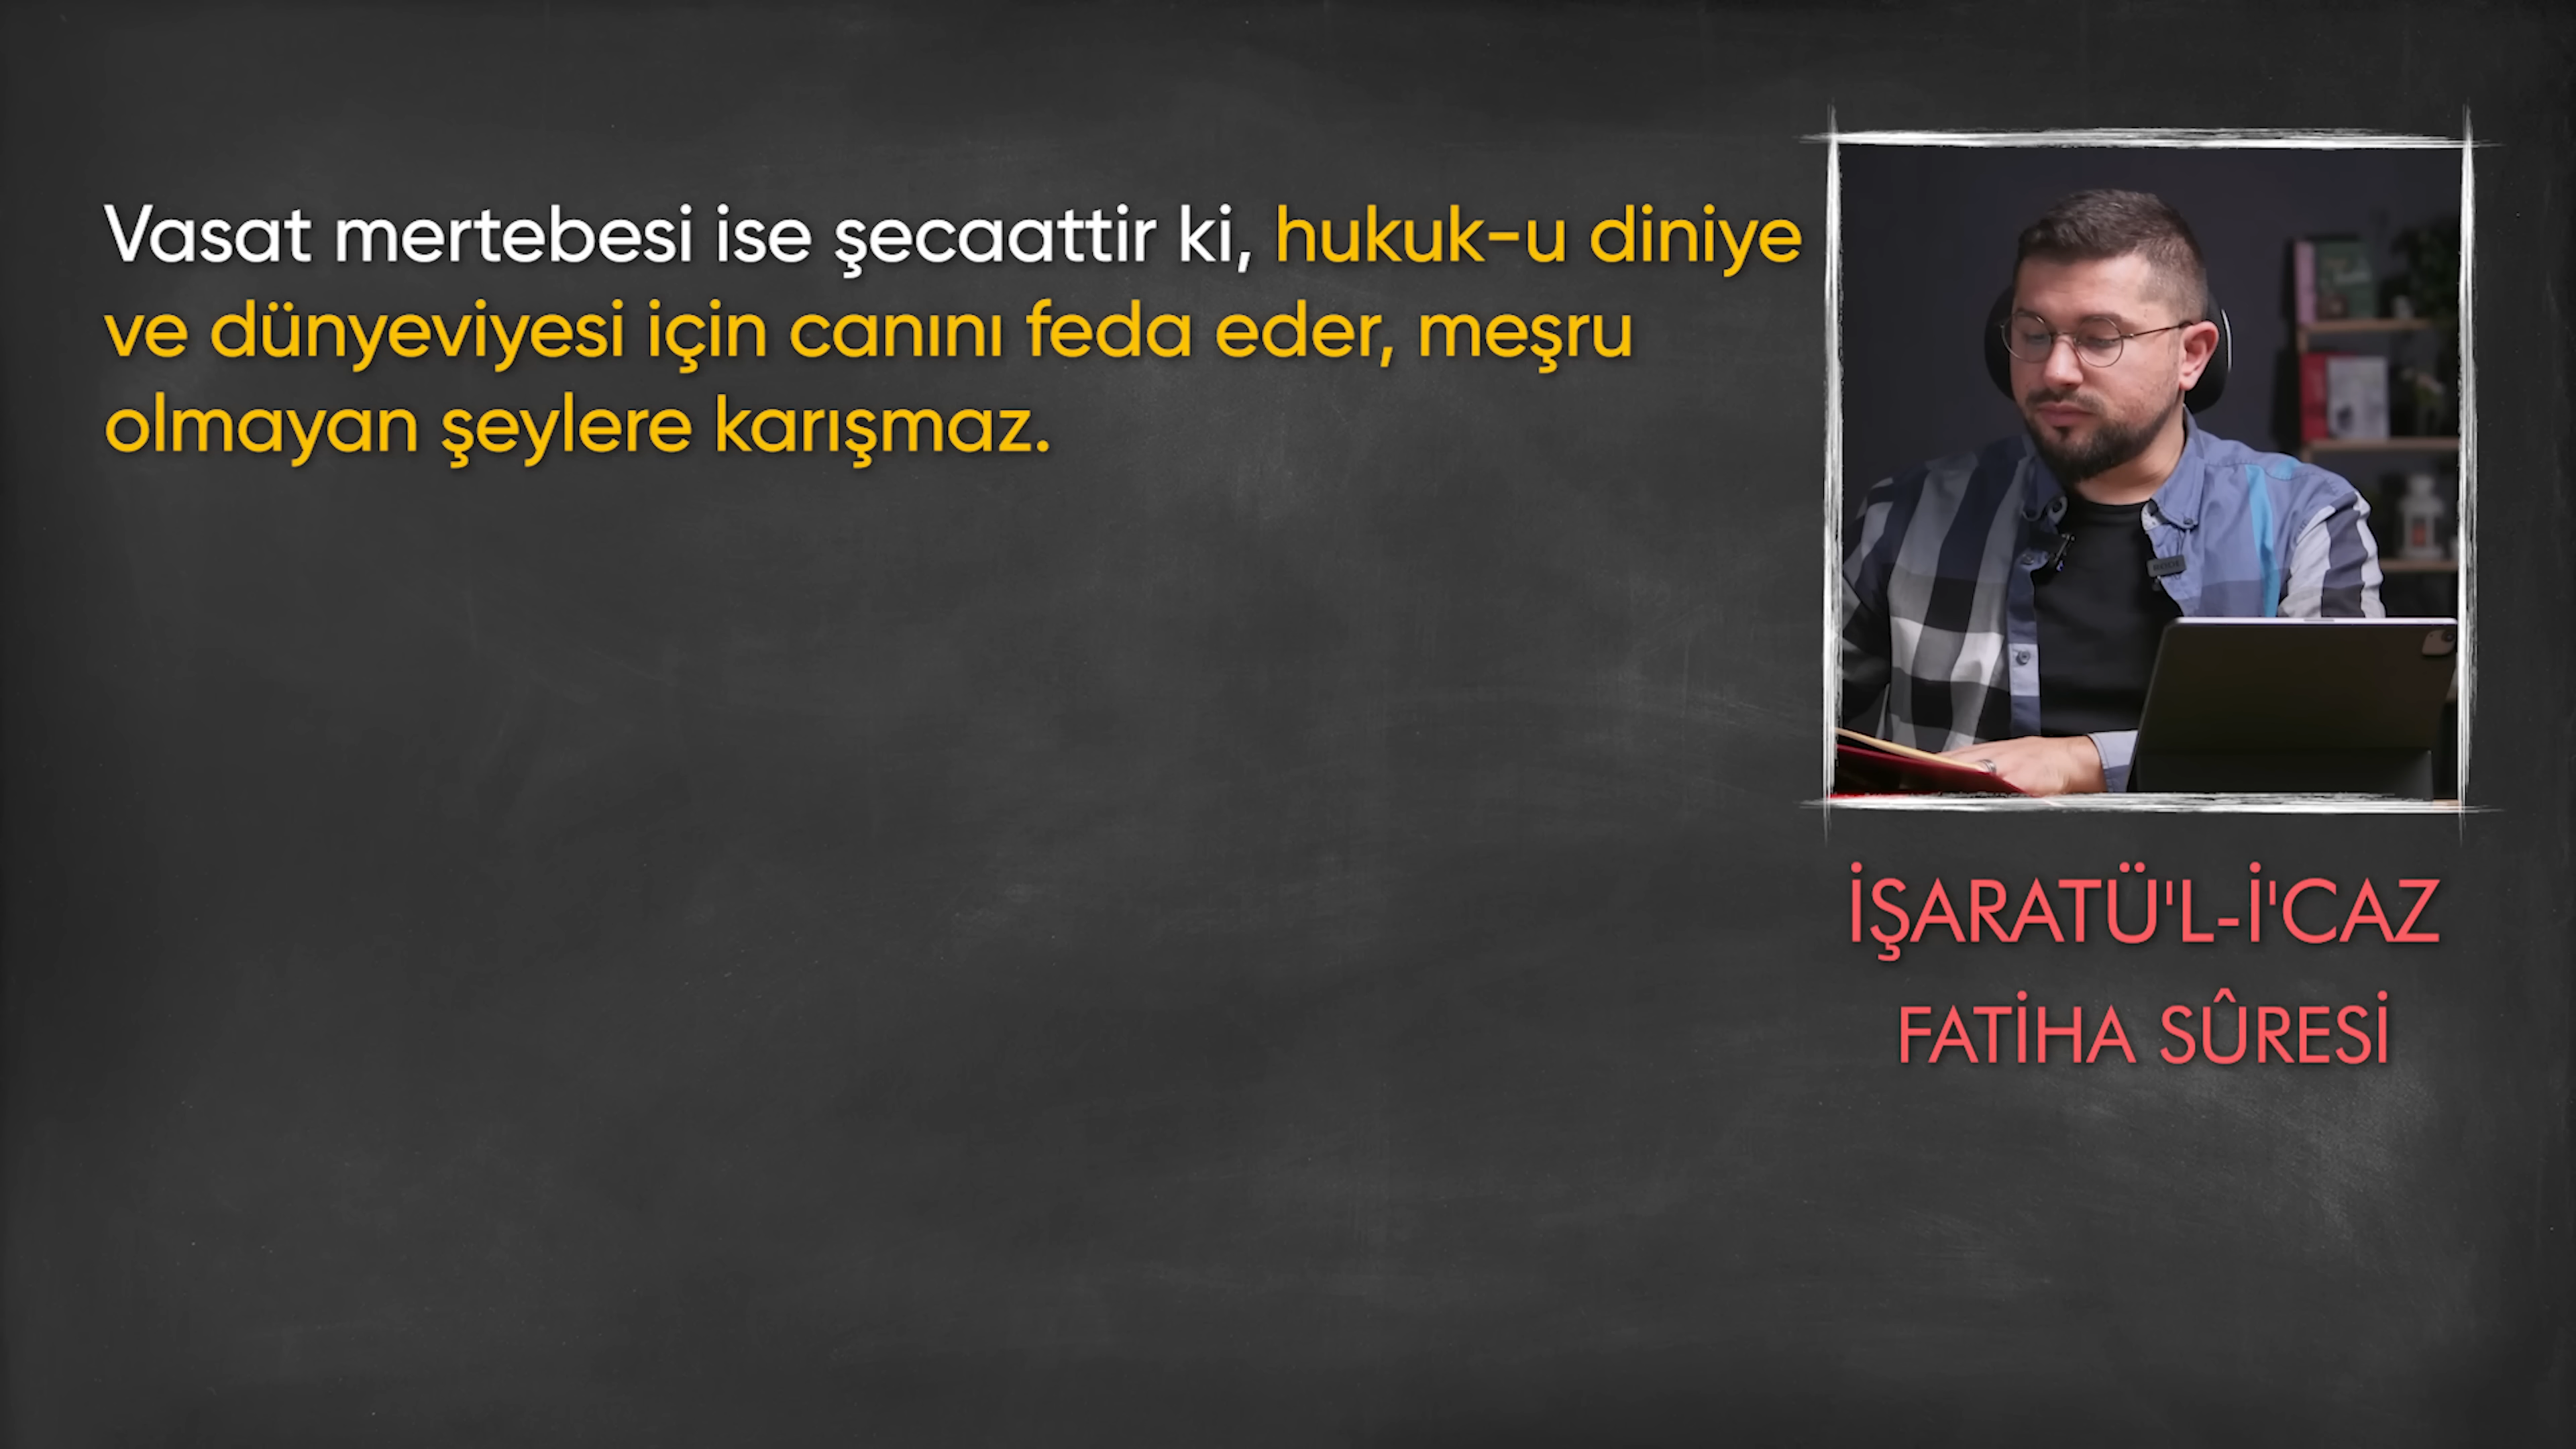 Vasat mertebesi ise şecaattir ki, hukuk-u diniye
ve dünyeviyesi için canını feda eder, meşru
olmayan şeylere karışmaz.
İŞARATÜ'L-İ'CAZ
FATİHA SÛRESİ